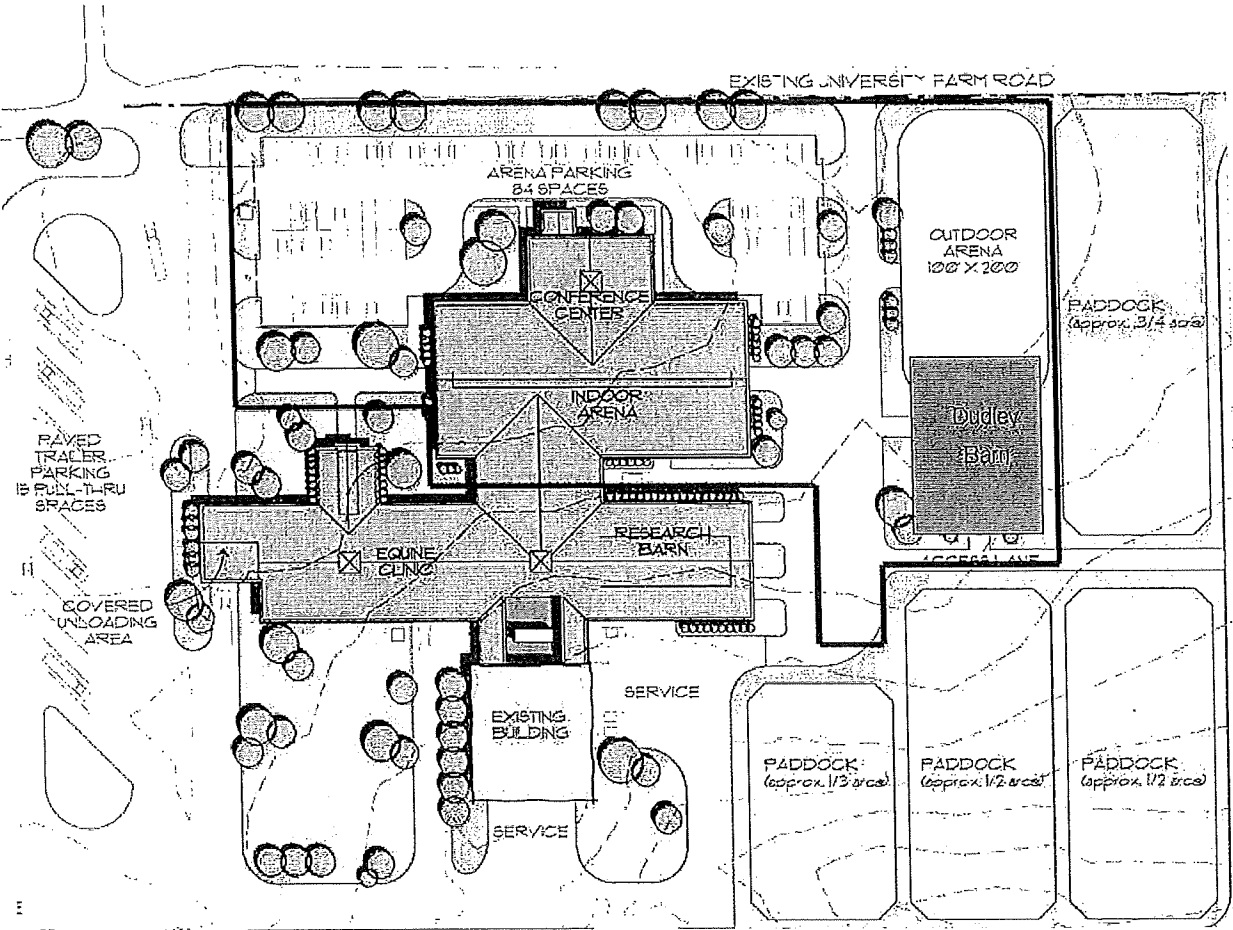 EXISTING UNIVERSITY FARM ROAD
ARENA PARKING
84 SPACES
OUTDOOR
ARENA
100' X 200'
CONFERENCE
CENTER
PADDOCK
(approx. 3/4 acre)
INDOOR
ARENA
Dudley
Barn
PAVED
TRAILER
PARKING
15 PULL-THRU
SPACES
RESEARCH
BARN
EQUINE
CLINIC
ACCESS LANE
COVERED
UNLOADING
AREA
SERVICE
EXISTING
BUILDING
PADDOCK
(approx. 1/3 acre)
PADDOCK
(approx. 1/2 acre)
PADDOCK
(approx. 1/2 acre)
SERVICE